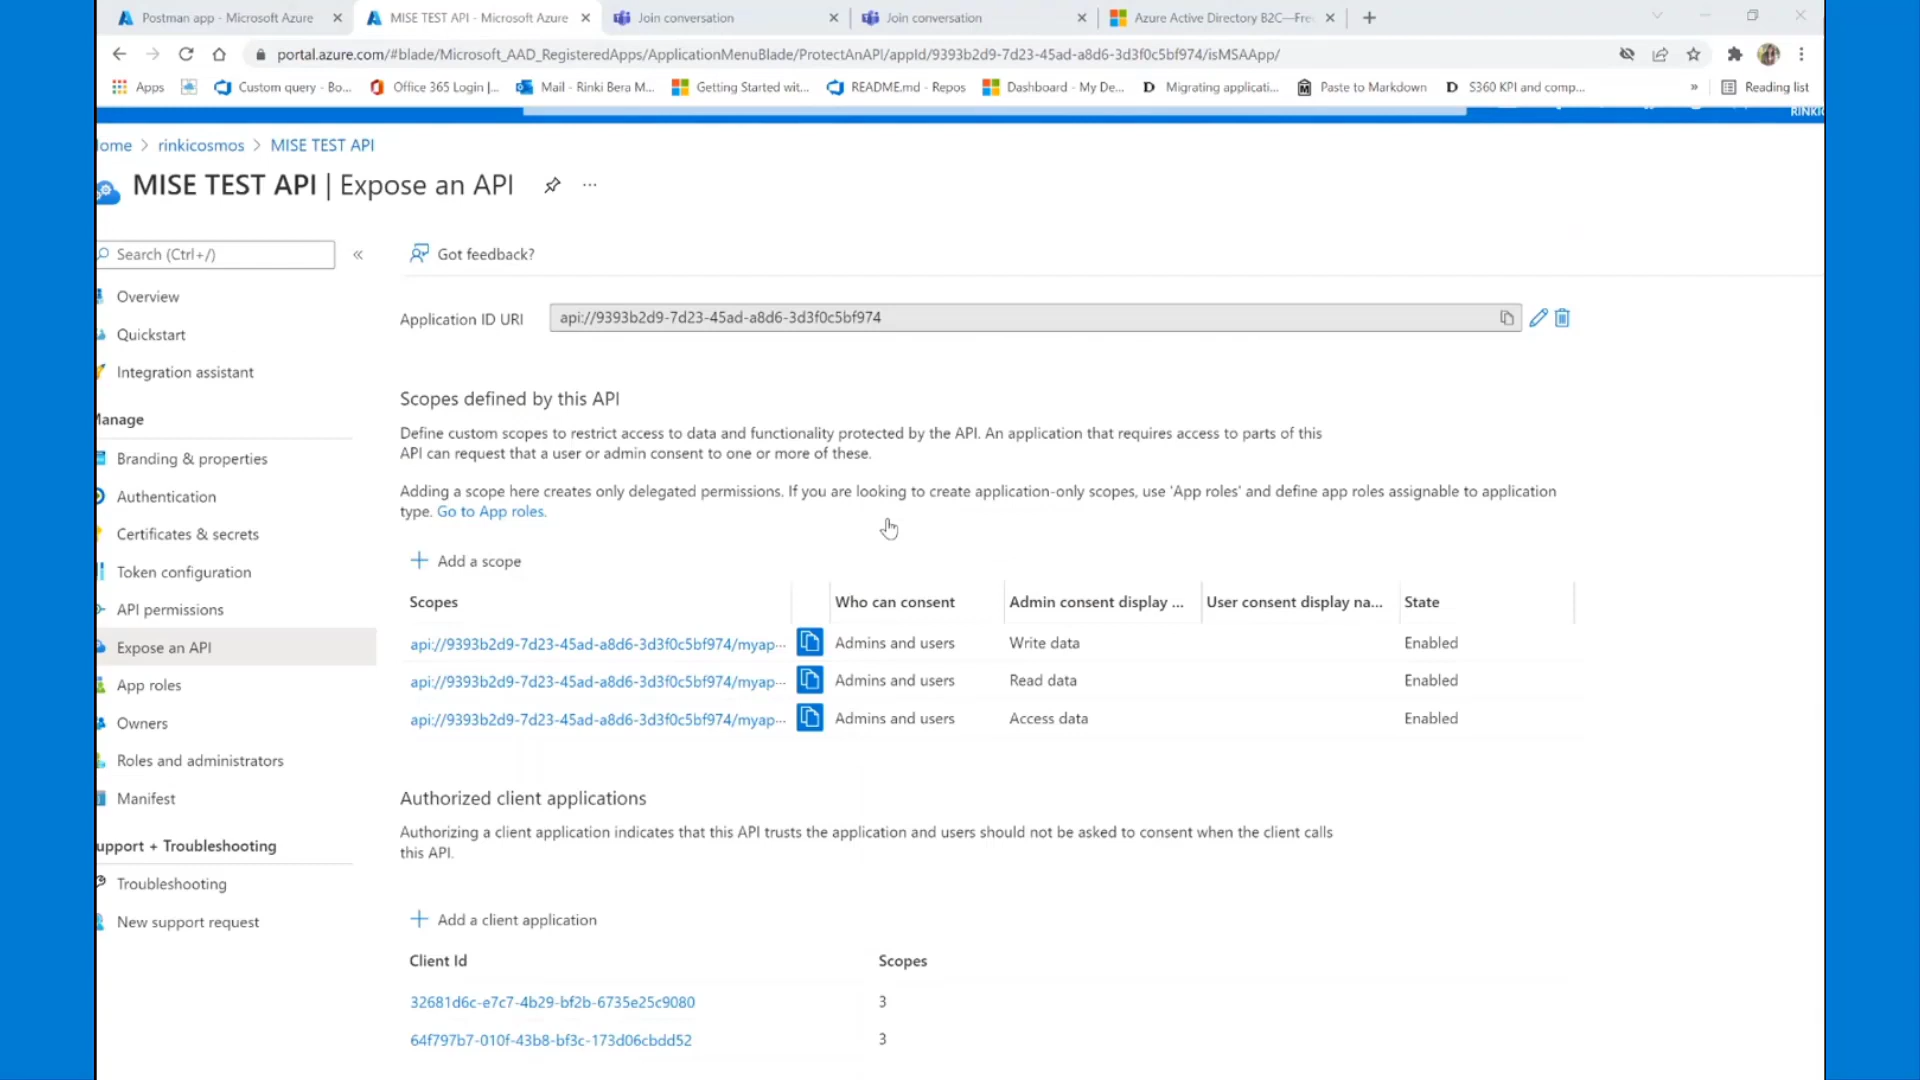 Postman app - Microsoft Azure
MISE TEST API - Microsoft Azure
Join conversation
Join conversation
Azure Active Directory B2C—Fre
portal.azure.com/#blade/Microsoft_AAD_RegisteredApps/ApplicationMenuBlade/ProtectAnAPI/appId/9393b2d9-7d23-45ad-a8d6-3d3f0c5bf974/isMSAApp/
Apps
Custom query - Bo...
Office 365 Login |...
Mail - Rinki Bera M...
Getting Started wit...
README.md - Repos
Dashboard - My De...
Migrating applicati...
Paste to Markdown
S360 KPI and comp...
»
Reading list
RINKI
ome > rinkicosmos > MISE TEST API
MISE TEST API | Expose an API ...
Search (Ctrl+/)
«
Overview
Quickstart
Integration assistant
anage
Branding & properties
Authentication
Certificates & secrets
Token configuration
API permissions
Expose an API
App roles
Owners
Roles and administrators
Manifest
upport + Troubleshooting
Troubleshooting
New support request
Got feedback?
Application ID URI api://9393b2d9-7d23-45ad-a8d6-3d3f0c5bf974
Scopes defined by this API
Define custom scopes to restrict access to data and functionality protected by the API. An application that requires access to parts of this
API can request that a user or admin consent to one or more of these.
Adding a scope here creates only delegated permissions. If you are looking to create application-only scopes, use 'App roles' and define app roles assignable to application
type. Go to App roles.
+ Add a scope
Scopes Who can consent Admin consent display ... User consent display na... State
api://9393b2d9-7d23-45ad-a8d6-3d3f0c5bf974/myap... Admins and users Write data Enabled
api://9393b2d9-7d23-45ad-a8d6-3d3f0c5bf974/myap... Admins and users Read data Enabled
api://9393b2d9-7d23-45ad-a8d6-3d3f0c5bf974/myap... Admins and users Access data Enabled
Authorized client applications
Authorizing a client application indicates that this API trusts the application and users should not be asked to consent when the client calls
this API.
+ Add a client application
Client Id Scopes
32681d6c-e7c7-4b29-bf2b-6735e25c9080 3
64f797b7-010f-43b8-bf3c-173d06cbdd52 3